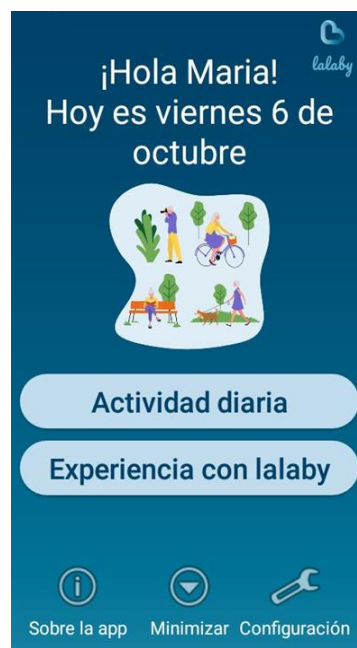 lalaby
¡Hola Maria!
Hoy es viernes 6 de
octubre
Actividad diaria
Experiencia con lalaby
Sobre la app
Minimizar
Configuración